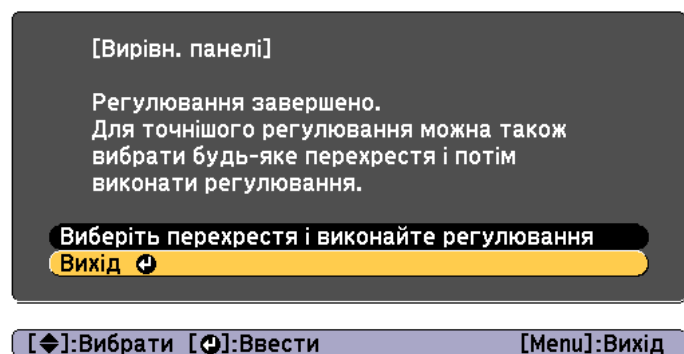 [Вирівн. панелі]
Регулювання завершено.
Для точнішого регулювання можна також
вибрати будь-яке перехрестя і потім
виконати регулювання.
Виберіть перехрестя і виконайте регулювання
Вихід
[◆]:Вибрати [⏎]:Ввести [Menu]:Вихід